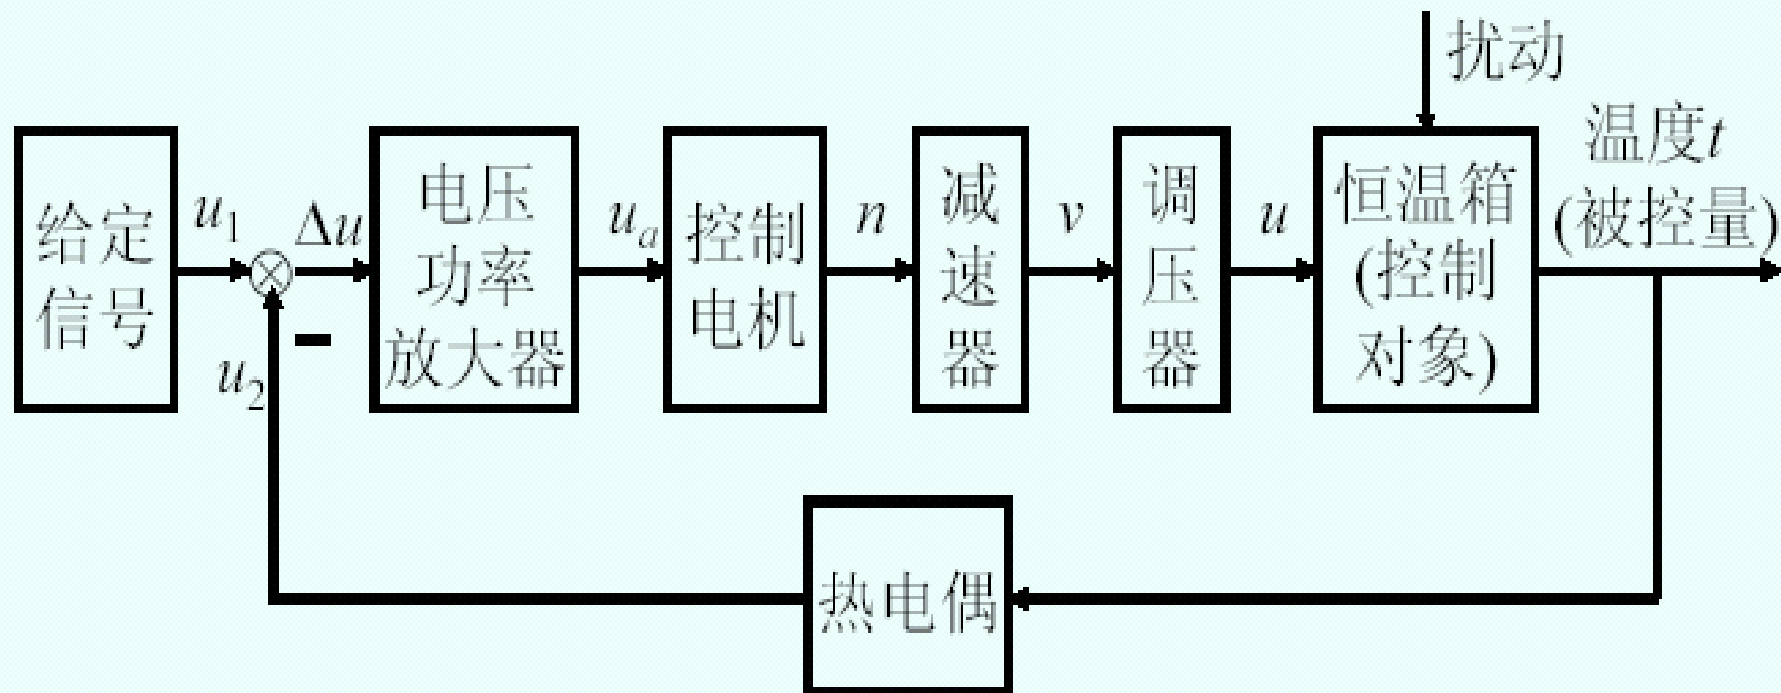 扰动
温度t
(被控量)
给定
信号
u1
Δu
u2
电压
功率
放大器
ua
控制
电机
n
减
速
器
v
调
压
器
u
恒温箱
(控制
对象)
热电偶